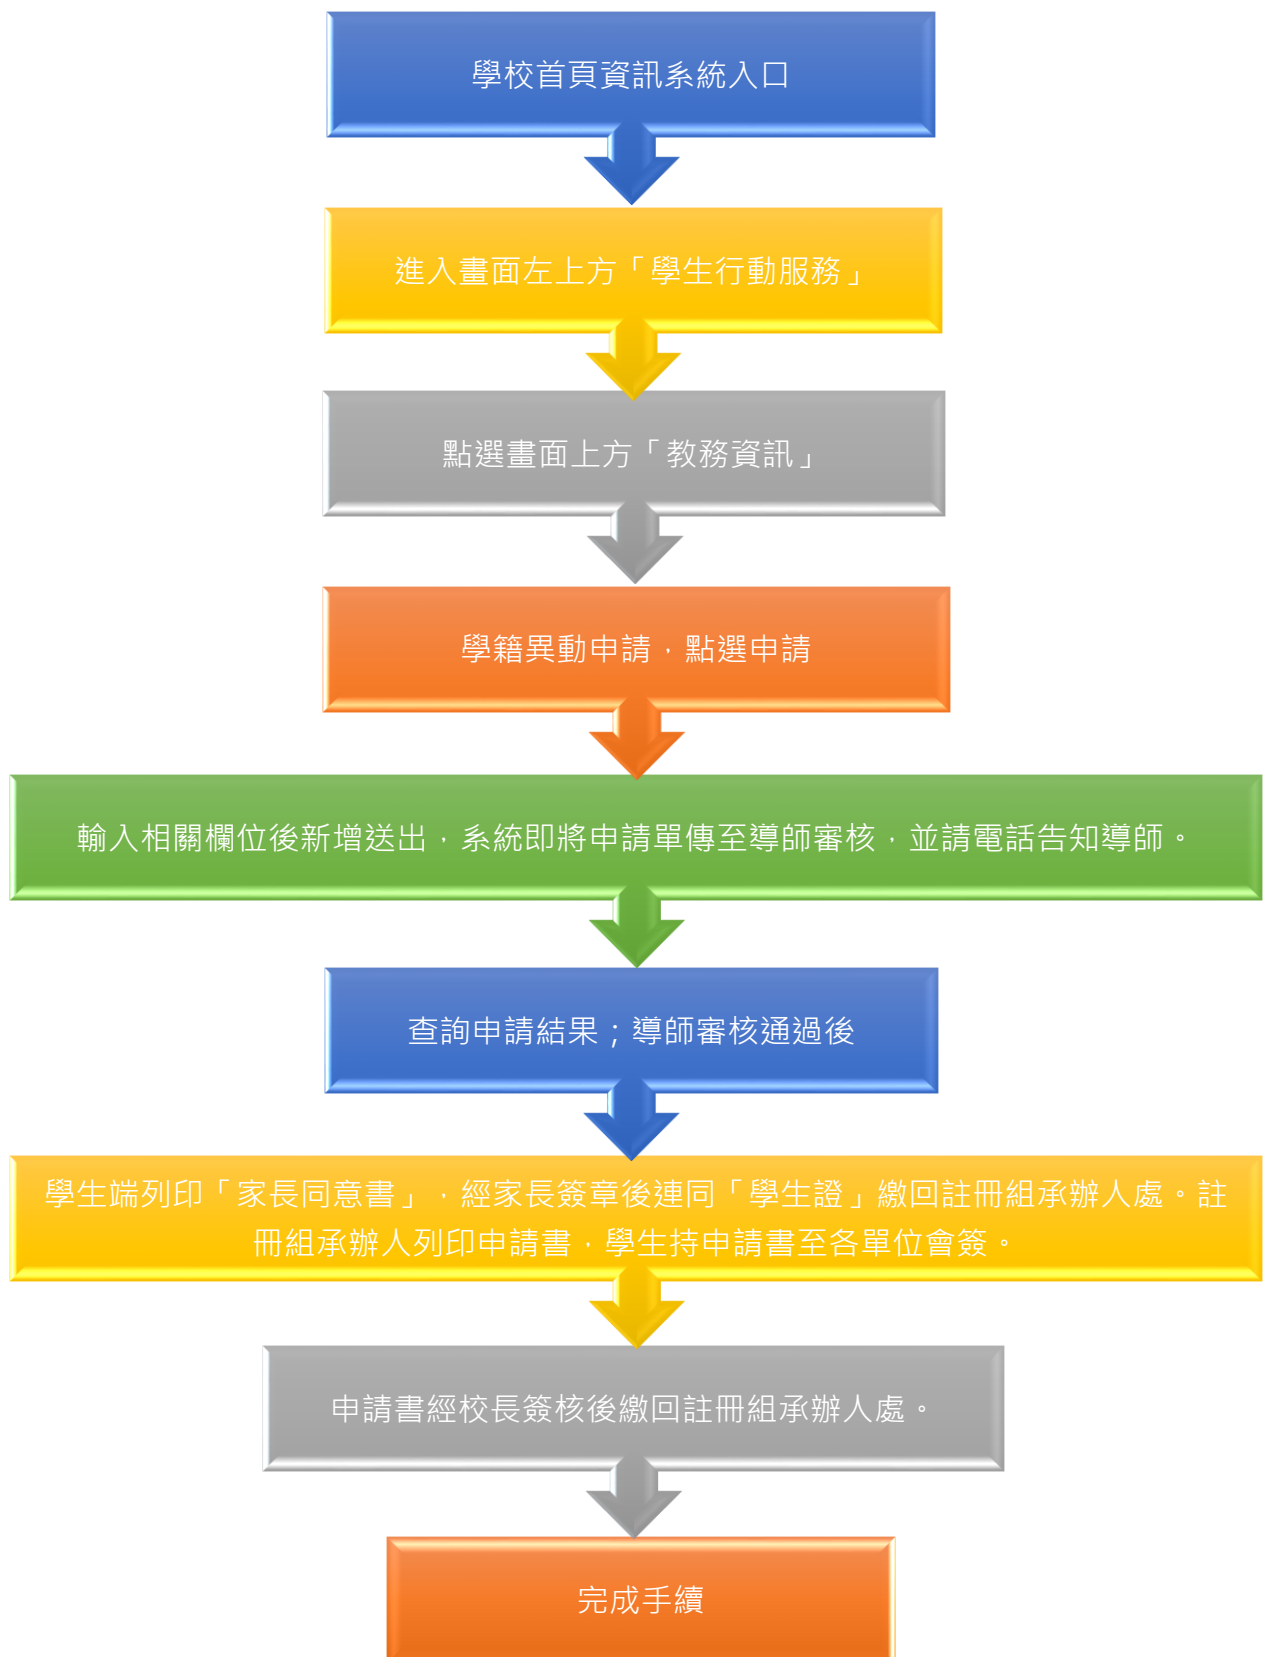 學校首頁資訊系統入口
進入畫面左上方「學生行動服務」
點選畫面上方「教務資訊」
學籍異動申請，點選申請
輸入相關欄位後新增送出，系統即將申請單傳至導師審核，並請電話告知導師。
查詢申請結果；導師審核通過後
學生端列印「家長同意書」，經家長簽章後連同「學生證」繳回註冊組承辦人處。註
冊組承辦人列印申請書，學生持申請書至各單位會簽。
申請書經校長簽核後繳回註冊組承辦人處。
完成手續